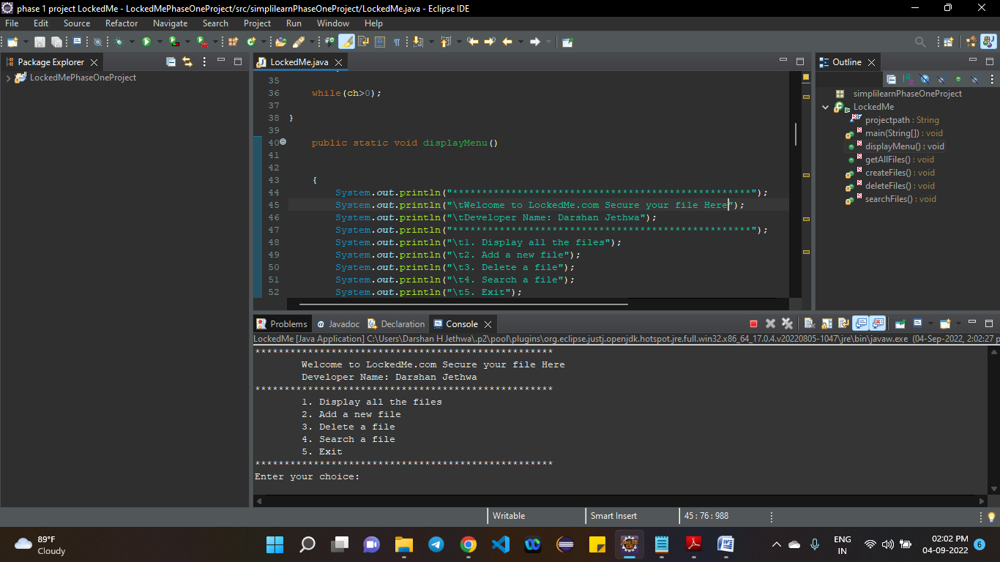 phase 1 project LockedMe - LockedMePhaseOneProject/src/simplilearnPhaseOneProject/LockedMe.java - Eclipse IDE
File Edit Source Refactor Navigate Search Project Run Window Help
Package Explorer
LockedMePhaseOneProject
LockedMe.java
35
36 while(ch>0);
37
38 }
39
40 public static void displayMenu()
41
42
43 {
44 System.out.println("***************************************************");
45 System.out.println("\tWelcome to LockedMe.com Secure your file Here");
46 System.out.println("\tDeveloper Name: Darshan Jethwa");
47 System.out.println("***************************************************");
48 System.out.println("\t1. Display all the files");
49 System.out.println("\t2. Add a new file");
50 System.out.println("\t3. Delete a file");
51 System.out.println("\t4. Search a file");
52 System.out.println("\t5. Exit");
Outline
simplilearnPhaseOneProject
LockedMe
projectpath : String
main(String[]) : void
displayMenu() : void
getAllFiles() : void
createFiles() : void
deleteFiles() : void
searchFiles() : void
Problems Javadoc Declaration Console
LockedMe [Java Application] C:\Users\Darshan H Jethwa\.p2\pool\plugins\org.eclipse.justj.openjdk.hotspot.jre.full.win32.x86_64_17.0.4.v20220805-1047\jre\bin\javaw.exe (04-Sep-2022, 2:02:27 p
***************************************************
Welcome to LockedMe.com Secure your file Here
Developer Name: Darshan Jethwa
***************************************************
1. Display all the files
2. Add a new file
3. Delete a file
4. Search a file
5. Exit
***************************************************
Enter your choice:
Writable Smart Insert 45 : 76 : 988
89°F
Cloudy
ENG
IN
02:02 PM
04-09-2022
6